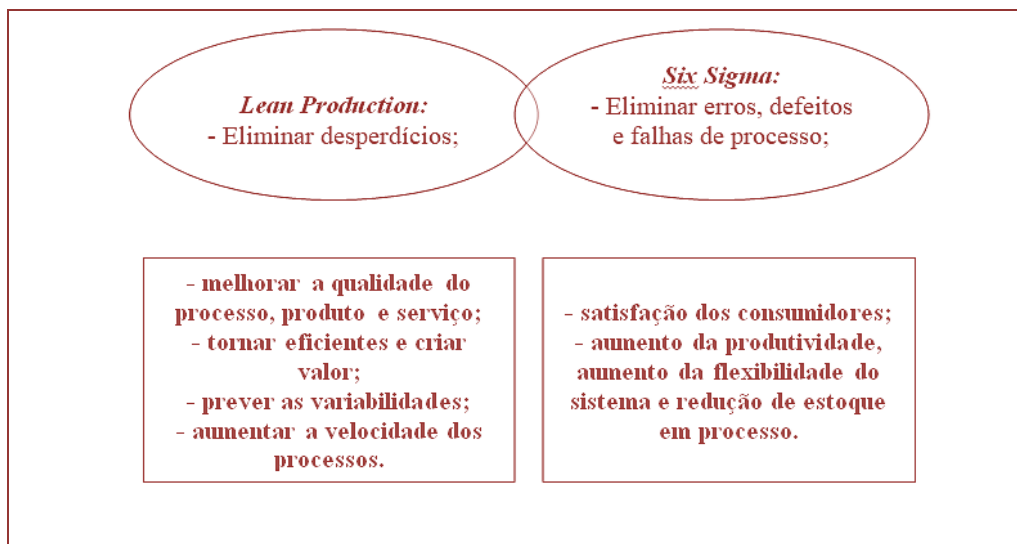 Lean Production:
- Eliminar desperdícios;
Six Sigma:
- Eliminar erros, defeitos
e falhas de processo;
- melhorar a qualidade do
processo, produto e serviço;
- tornar eficientes e criar
valor;
- prever as variabilidades;
- aumentar a velocidade dos
processos.
- satisfação dos consumidores;
- aumento da produtividade,
aumento da flexibilidade do
sistema e redução de estoque
em processo.